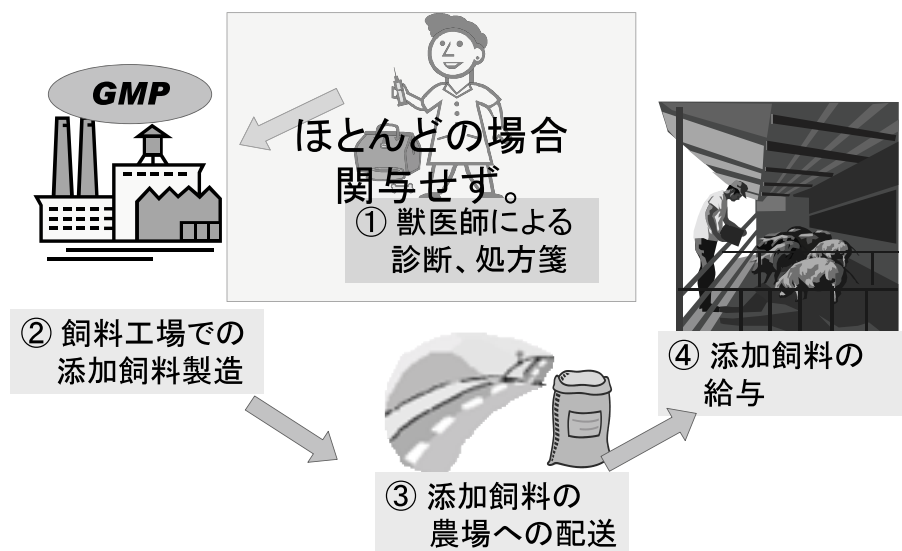 GMP
ほとんどの場合
関与せず。
① 獣医師による
診断、処方箋
② 飼料工場での
添加飼料製造
③ 添加飼料の
農場への配送
④ 添加飼料の
給与